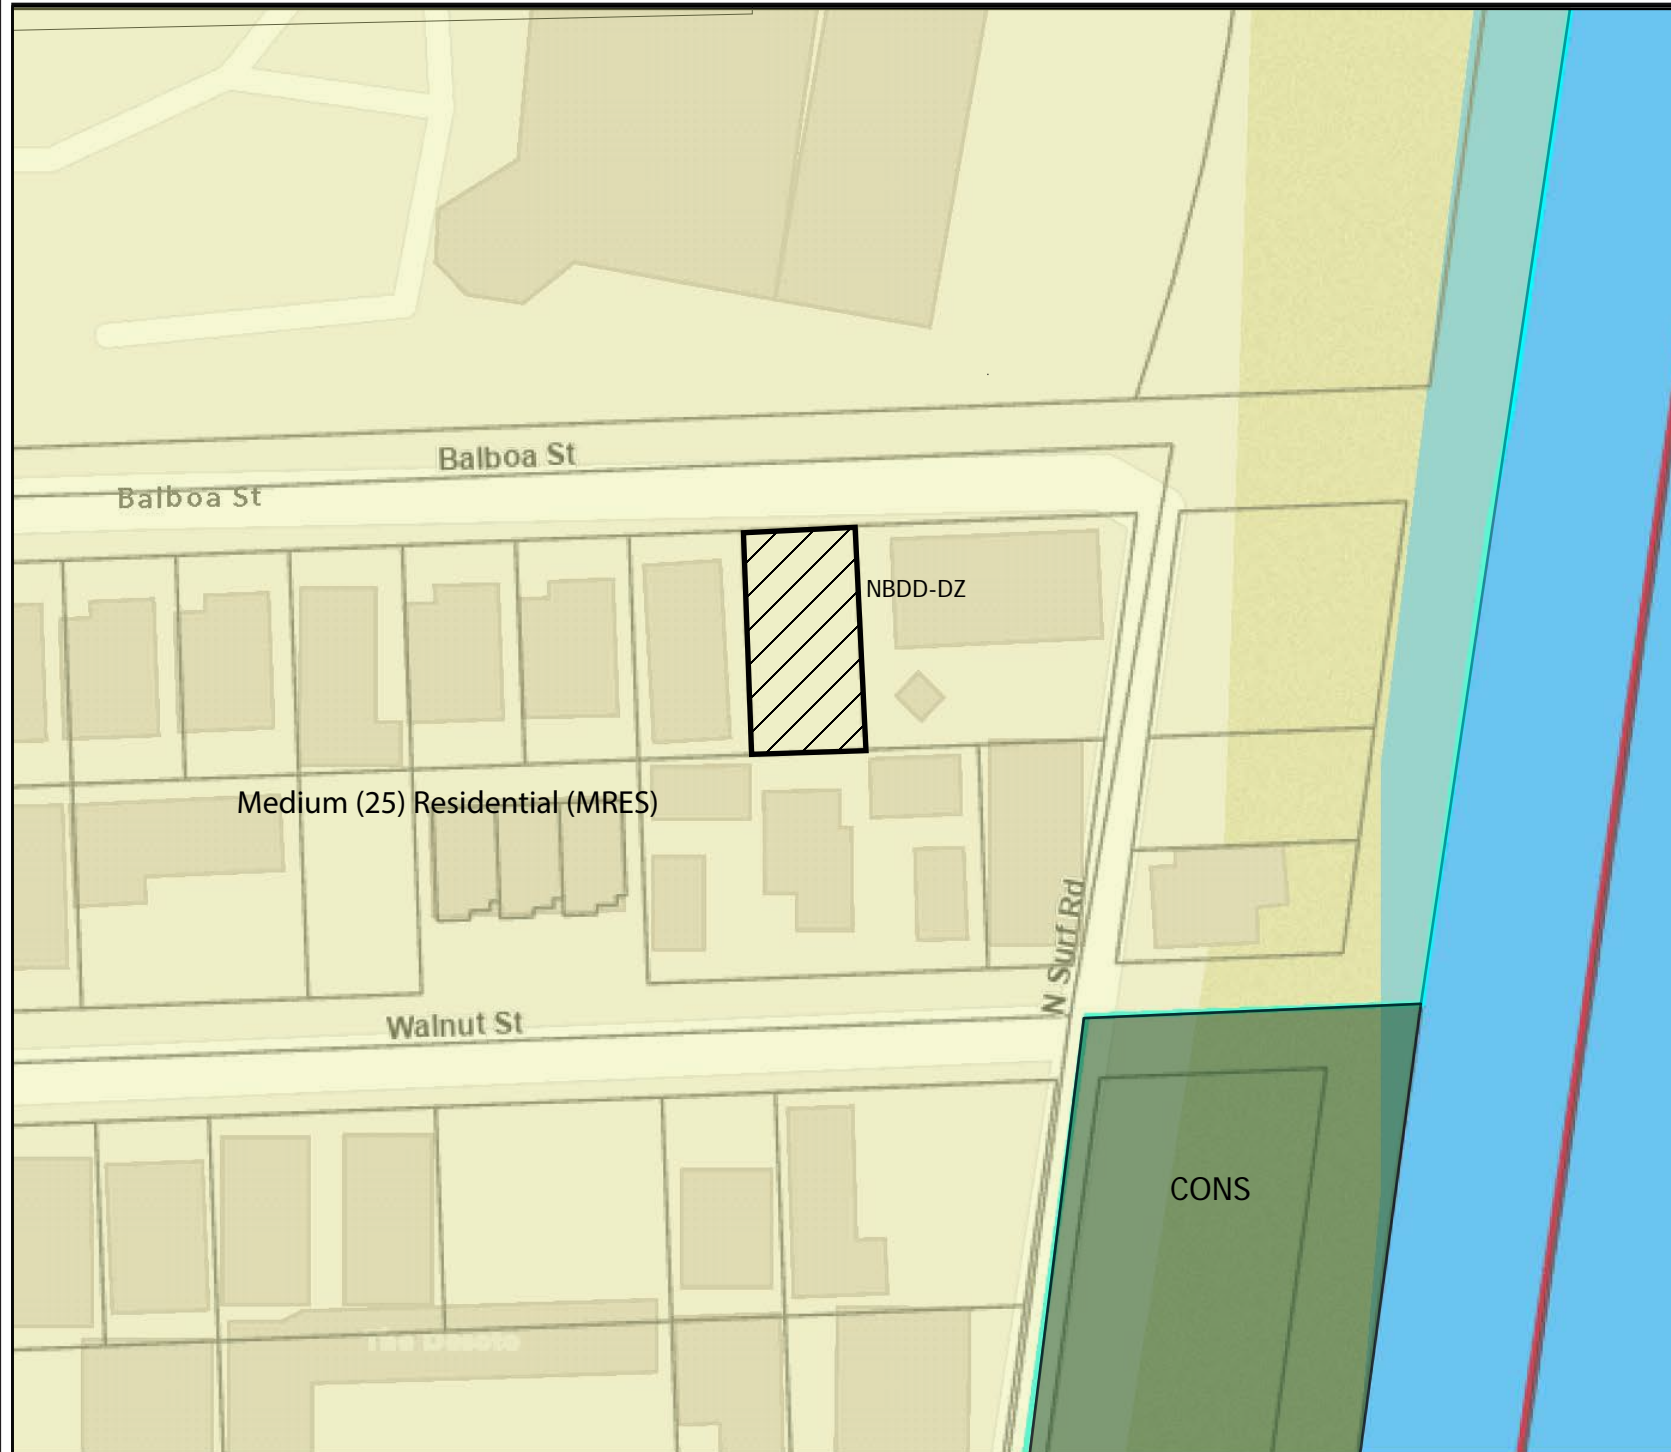 Balboa St
Balboa St
NBDD-DZ
Medium (25) Residential (MRES)
N Surf Rd
Walnut St
CONS